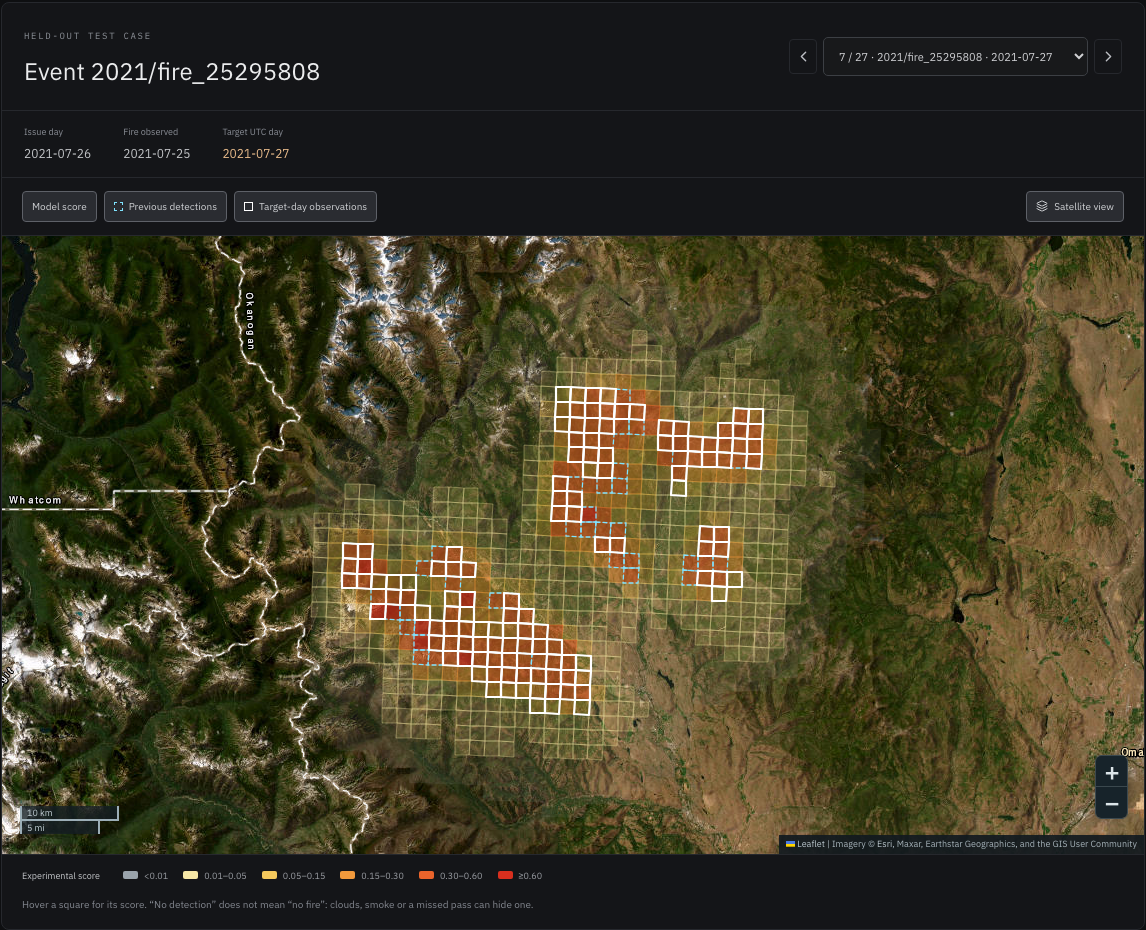 HELD-OUT TEST CASE
Event 2021/fire_25295808
7 / 27 · 2021/fire_25295808 · 2021-07-27
Issue day
Fire observed
Target UTC day
2021-07-26
2021-07-25
2021-07-27
Model score
Previous detections
Target-day observations
Satellite view
Okanogan
Whatcom
Oma
+
−
10 km
5 mi
Leaflet | Imagery © Esri, Maxar, Earthstar Geographics, and the GIS User Community
Experimental score
<0.01
0.01–0.05
0.05–0.15
0.15–0.30
0.30–0.60
≥0.60
Hover a square for its score. “No detection” does not mean “no fire”: clouds, smoke or a missed pass can hide one.